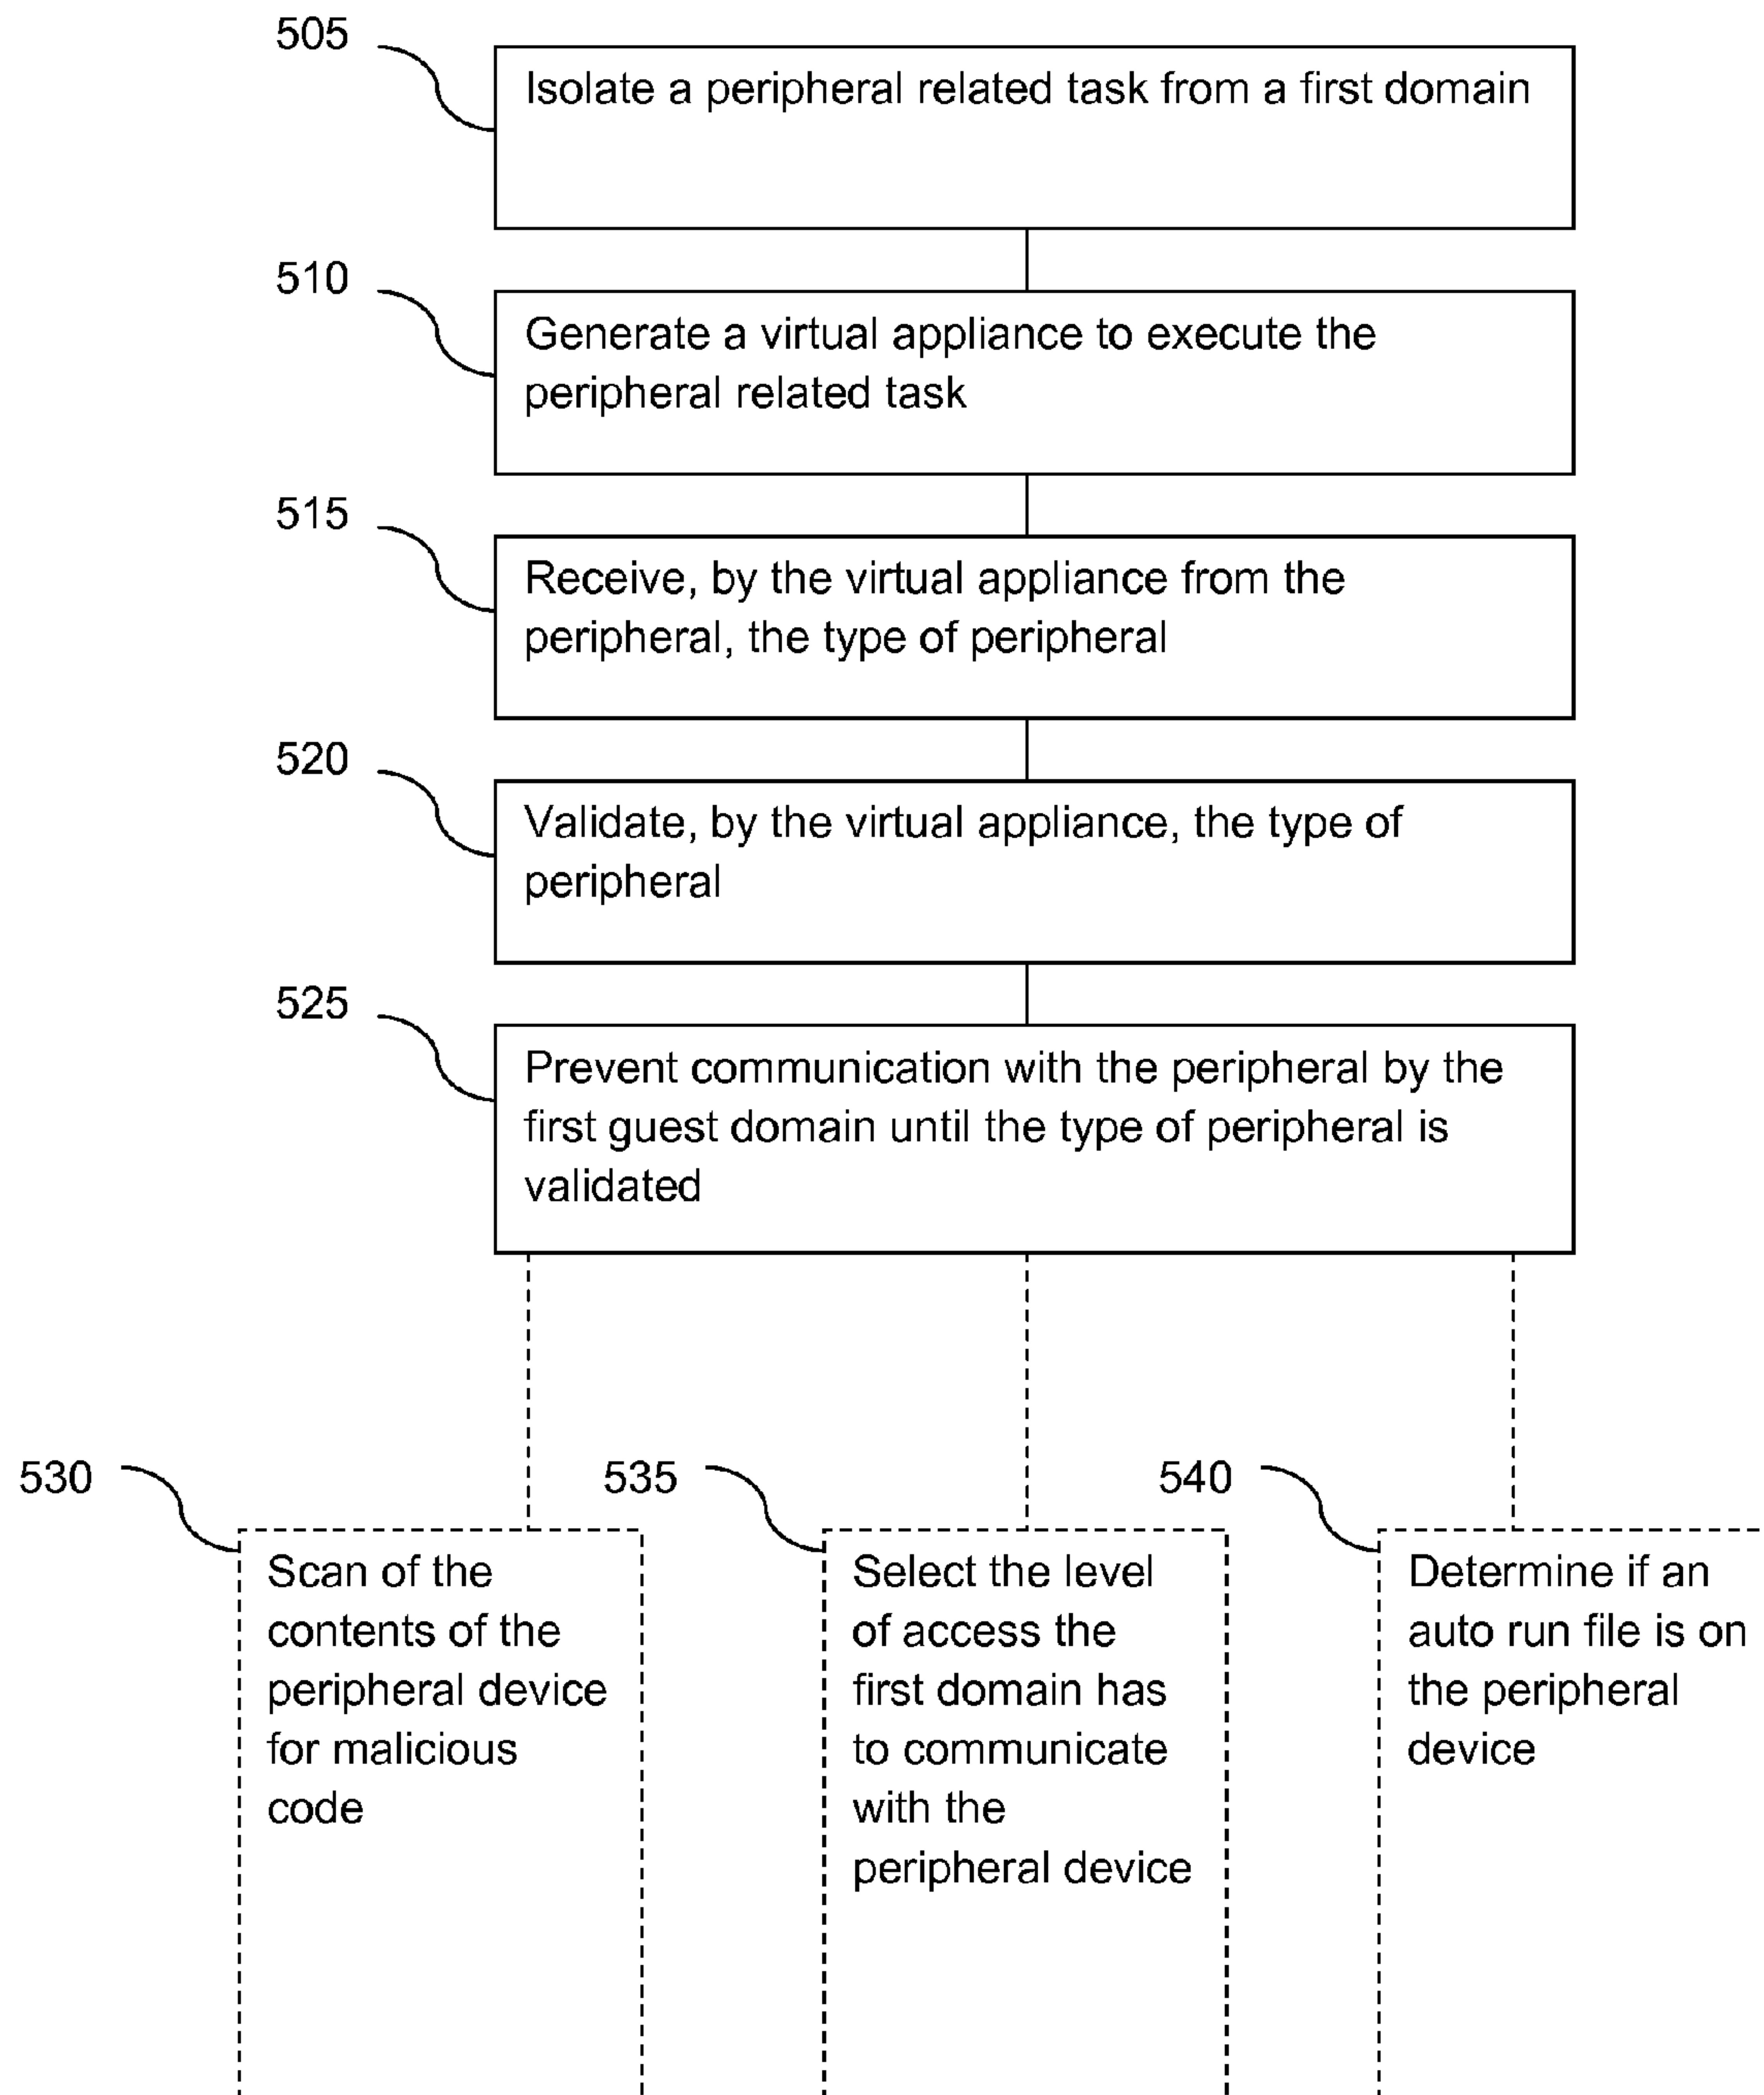 505
Isolate a peripheral related task from a first domain
510
Generate a virtual appliance to execute the
peripheral related task
515
Receive, by the virtual appliance from the
peripheral, the type of peripheral
520
Validate, by the virtual appliance, the type of
peripheral
525
Prevent communication with the peripheral by the
first guest domain until the type of peripheral is
validated
530
Scan of the
contents of the
peripheral device
for malicious
code
535
Select the level
of access the
first domain has
to communicate
with the
peripheral device
540
Determine if an
auto run file is on
the peripheral
device